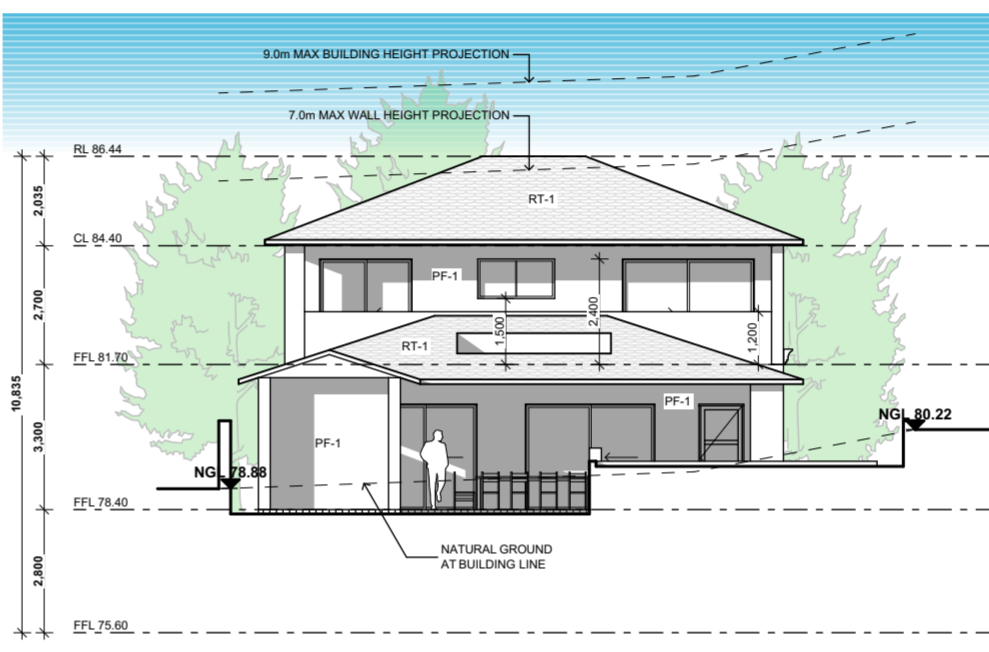 9.0m MAX BUILDING HEIGHT PROJECTION
7.0m MAX WALL HEIGHT PROJECTION
RL 86.44
2,035
RT-1
CL 84.40
PF-1
2,700
2,400
1,500
1,200
RT-1
FFL 81.70
10,835
3,300
PF-1
NGL 80.22
PF-1
NGL 78.88
FFL 78.40
NATURAL GROUND
AT BUILDING LINE
2,800
FFL 75.60